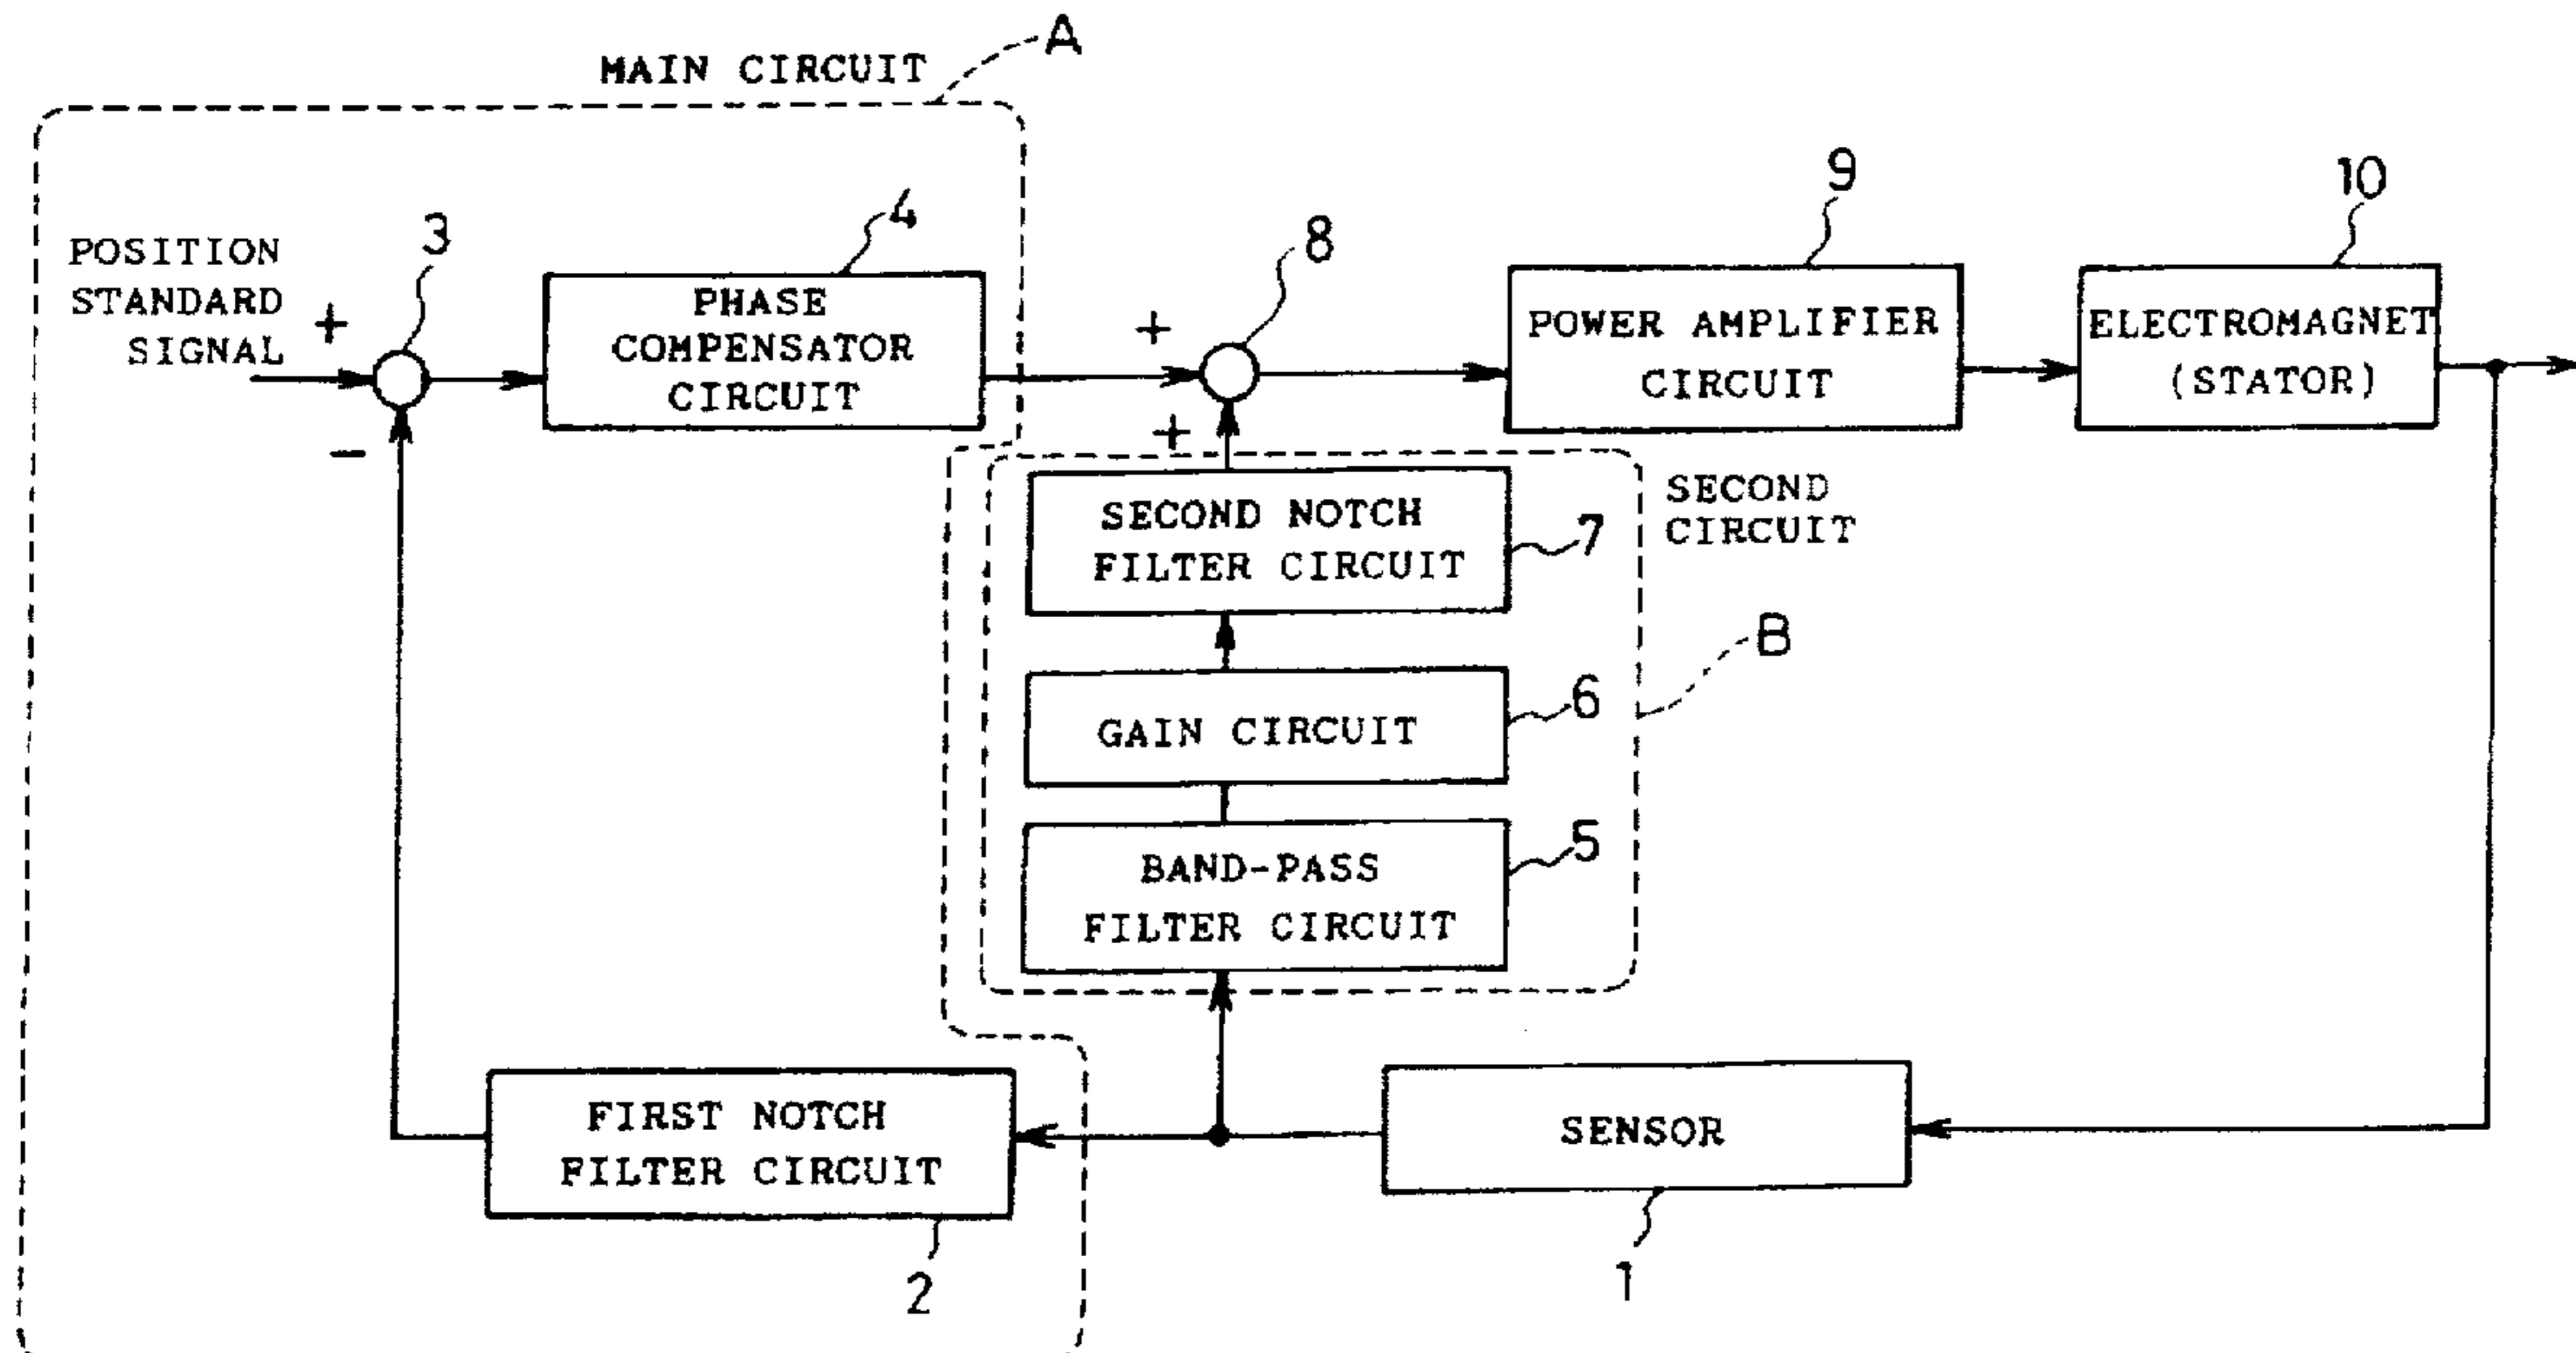 MAIN CIRCUIT
A
POSITION
STANDARD
SIGNAL
+
-
3
PHASE
COMPENSATOR
CIRCUIT
4
+
+
8
POWER AMPLIFIER
CIRCUIT
9
ELECTROMAGNET
(STATOR)
10
SECOND NOTCH
FILTER CIRCUIT
7
SECOND
CIRCUIT
B
GAIN CIRCUIT
6
BAND-PASS
FILTER CIRCUIT
5
FIRST NOTCH
FILTER CIRCUIT
2
SENSOR
1